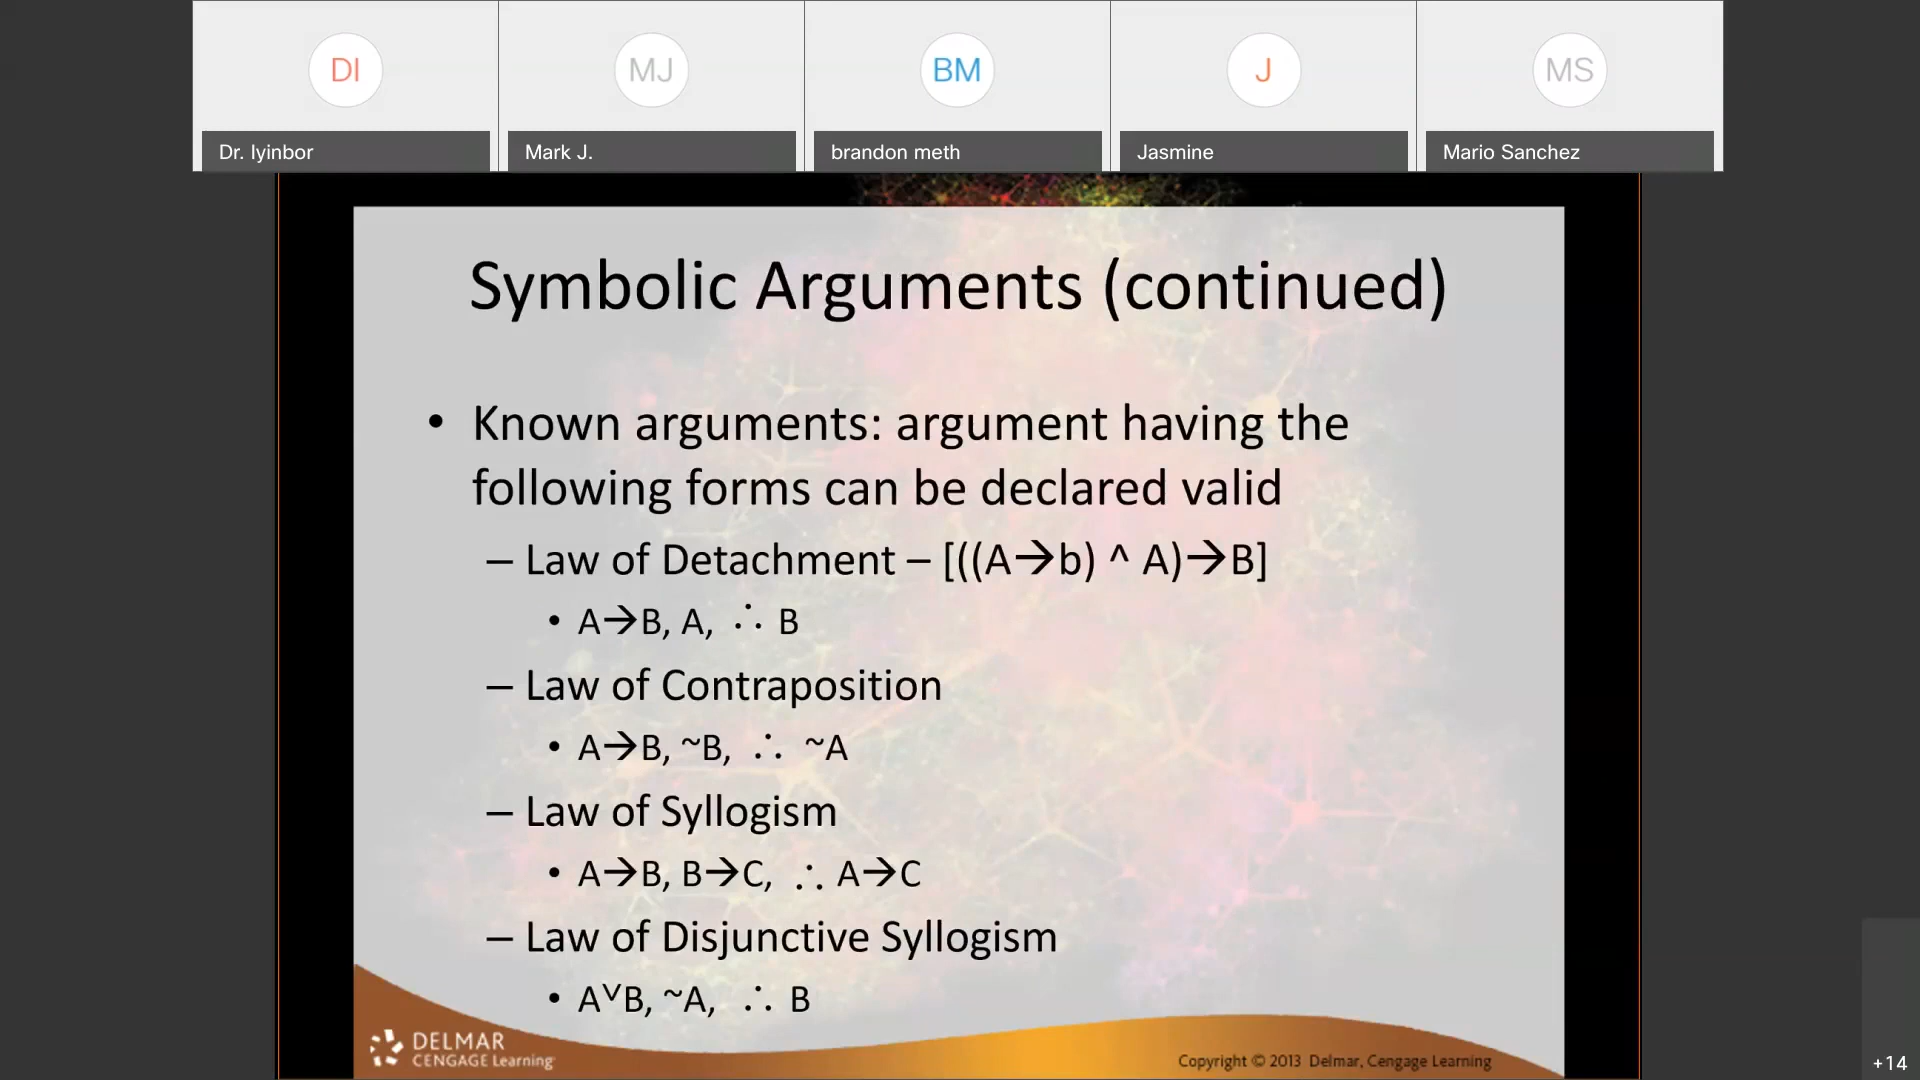 DI
MJ
BM
J
MS
Dr. Iyinbor
Mark J.
brandon meth
Jasmine
Mario Sanchez
Symbolic Arguments (continued)
• Known arguments: argument having the
following forms can be declared valid
– Law of Detachment – [((A→b) ^ A)→B]
• A→B, A, ∴ B
– Law of Contraposition
• A→B, ~B, ∴ ~A
– Law of Syllogism
• A→B, B→C, ∴ A→C
– Law of Disjunctive Syllogism
• A˅B, ~A, ∴ B
DELMAR
CENGAGE Learning
Copyright © 2013 Delmar, Cengage Learning
+14